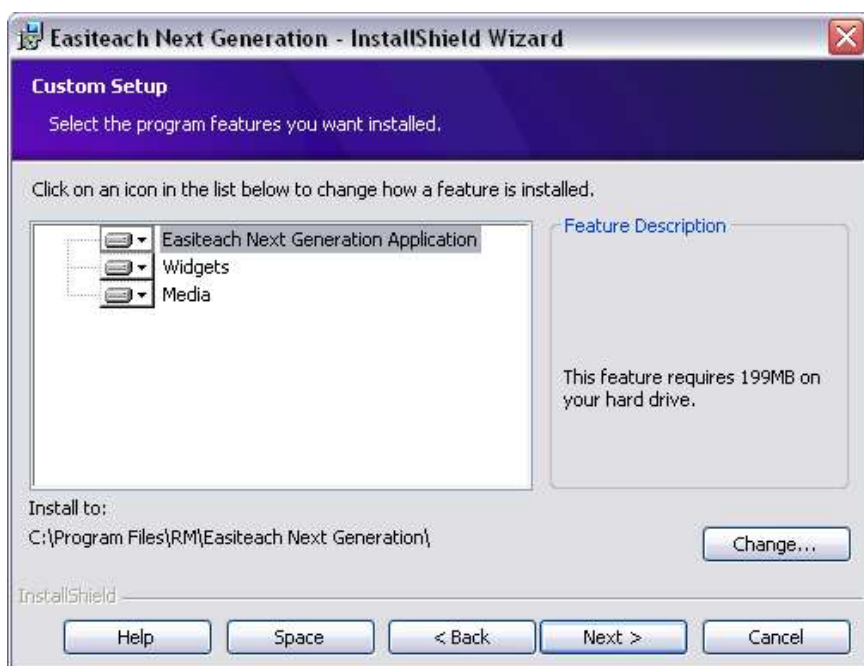 Easiteach Next Generation - InstallShield Wizard
Custom Setup
Select the program features you want installed.
Click on an icon in the list below to change how a feature is installed.
Easiteach Next Generation Application
Widgets
Media
Feature Description
This feature requires 199MB on
your hard drive.
Install to:
C:\Program Files\RM\Easiteach Next Generation\
Change...
InstallShield
Help
Space
< Back
Next >
Cancel